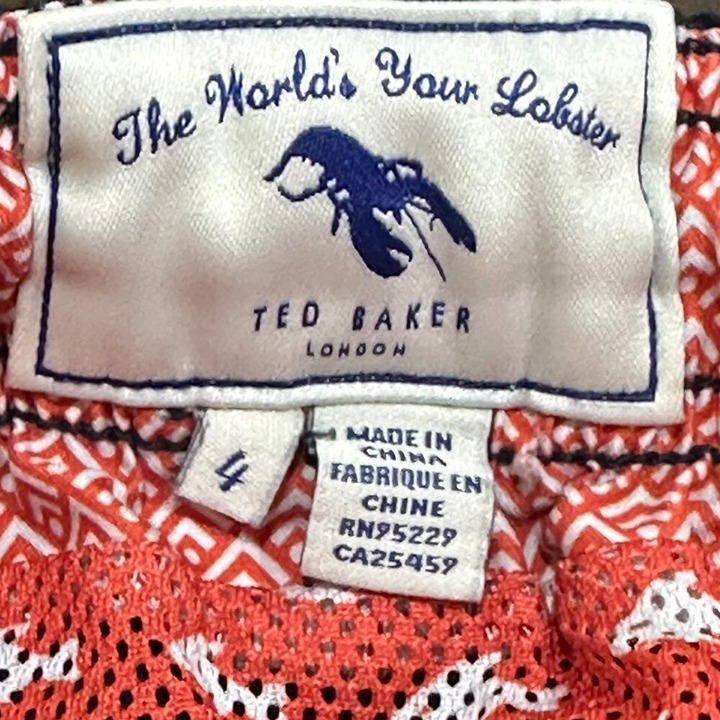 The World's Your Lobster
TED BAKER
LONDON
4
MADE IN
CHINA
FABRIQUE EN
CHINE
RN95229
CA25459